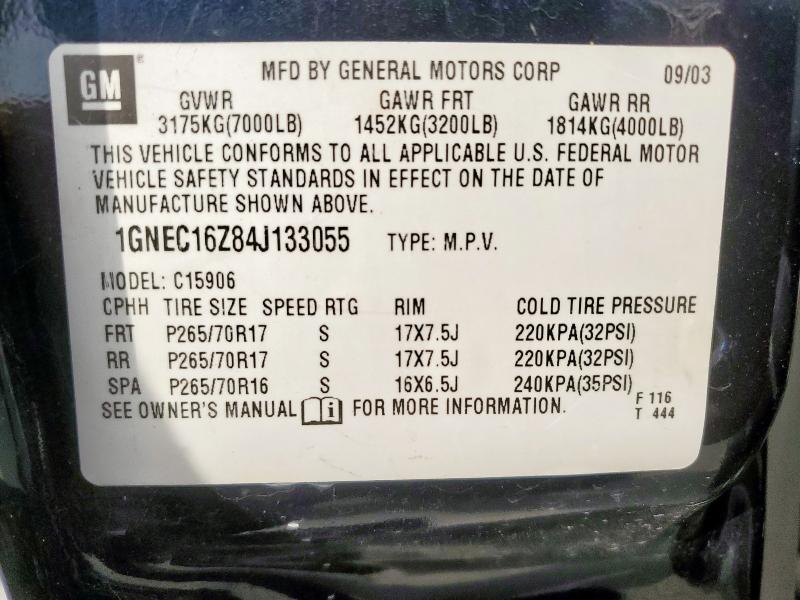 GM ®
MFD BY GENERAL MOTORS CORP 09/03
GVWR GAWR FRT GAWR RR
3175KG(7000LB) 1452KG(3200LB) 1814KG(4000LB)
THIS VEHICLE CONFORMS TO ALL APPLICABLE U.S. FEDERAL MOTOR
VEHICLE SAFETY STANDARDS IN EFFECT ON THE DATE OF
MANUFACTURE SHOWN ABOVE.
1GNEC16Z84J133055 TYPE: M.P.V.
MODEL: C15906
CPHH TIRE SIZE SPEED RTG RIM COLD TIRE PRESSURE
FRT P265/70R17 S 17X7.5J 220KPA(32PSI)
RR P265/70R17 S 17X7.5J 220KPA(32PSI)
SPA P265/70R16 S 16X6.5J 240KPA(35PSI)
SEE OWNER'S MANUAL i FOR MORE INFORMATION.
F 116
T 444